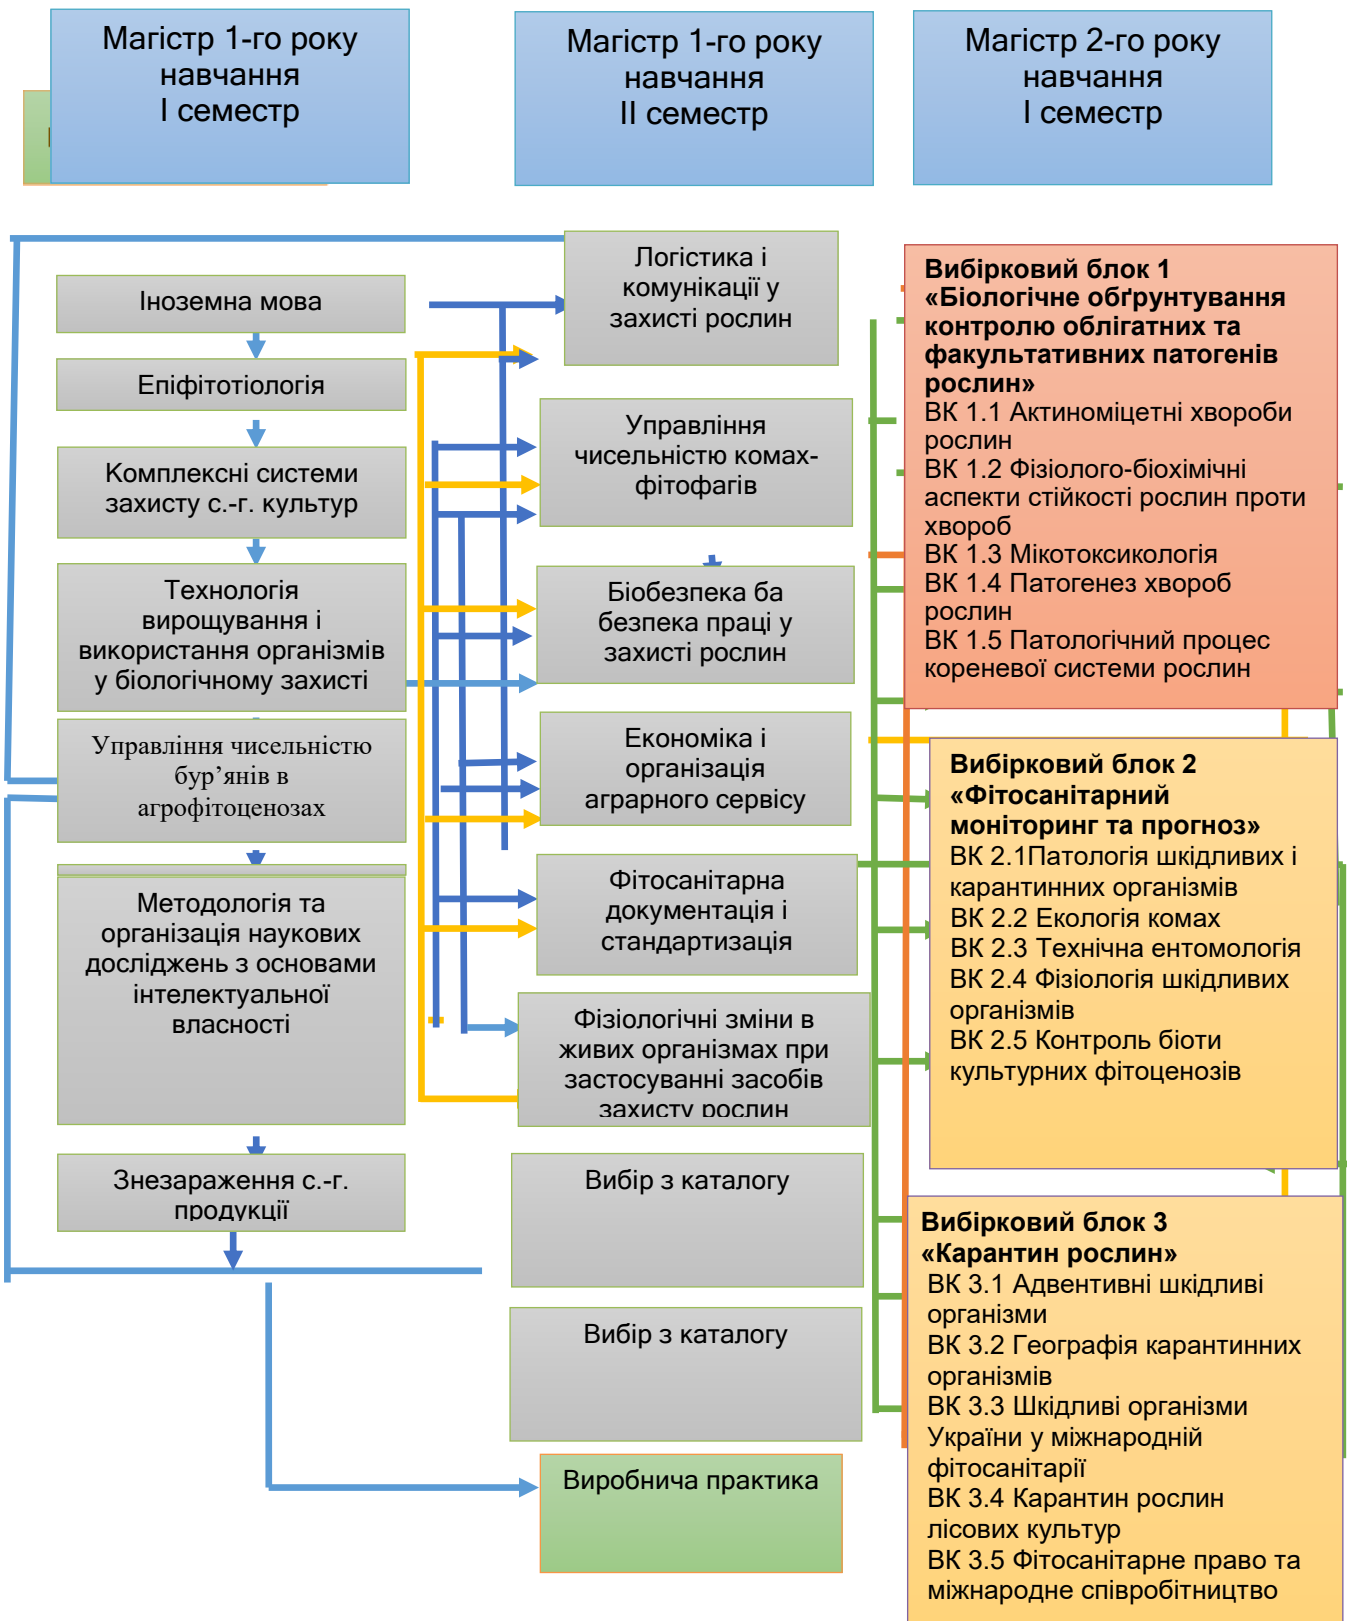 Магістр 1-го року
навчання
І семестр
Магістр 1-го року
навчання
ІІ семестр
Магістр 2-го року
навчання
І семестр
Іноземна мова
Епіфітотіологія
Комплексні системи
захисту с.-г. культур
Технологія
вирощування і
використання організмів
у біологічному захисті
Управління чисельністю
бур’янів в
агрофітоценозах
Методологія та
організація наукових
досліджень з основами
інтелектуальної
власності
Знезараження с.-г.
продукції
Логістика і
комунікації у
захисті рослин
Управління
чисельністю комах-
фітофагів
Біобезпека ба
безпека праці у
захисті рослин
Економіка і
організація
аграрного сервісу
Фітосанітарна
документація і
стандартизація
Фізіологічні зміни в
живих організмах при
застосуванні засобів
захисту рослин
Вибір з каталогу
Вибір з каталогу
Виробнича практика
Вибірковий блок 1
«Біологічне обґрунтування
контролю облігатних та
факультативних патогенів
рослин»
ВК 1.1 Актиноміцетні хвороби
рослин
ВК 1.2 Фізіолого-біохімічні
аспекти стійкості рослин проти
хвороб
ВК 1.3 Мікотоксикологія
ВК 1.4 Патогенез хвороб
рослин
ВК 1.5 Патологічний процес
кореневої системи рослин
Вибірковий блок 2
«Фітосанітарний
моніторинг та прогноз»
ВК 2.1Патологія шкідливих і
карантинних організмів
ВК 2.2 Екологія комах
ВК 2.3 Технічна ентомологія
ВК 2.4 Фізіологія шкідливих
організмів
ВК 2.5 Контроль біоти
культурних фітоценозів
Вибірковий блок 3
«Карантин рослин»
ВК 3.1 Адвентивні шкідливі
організми
ВК 3.2 Географія карантинних
організмів
ВК 3.3 Шкідливі організми
України у міжнародній
фітосанітарії
ВК 3.4 Карантин рослин
лісових культур
ВК 3.5 Фітосанітарне право та
міжнародне співробітництво